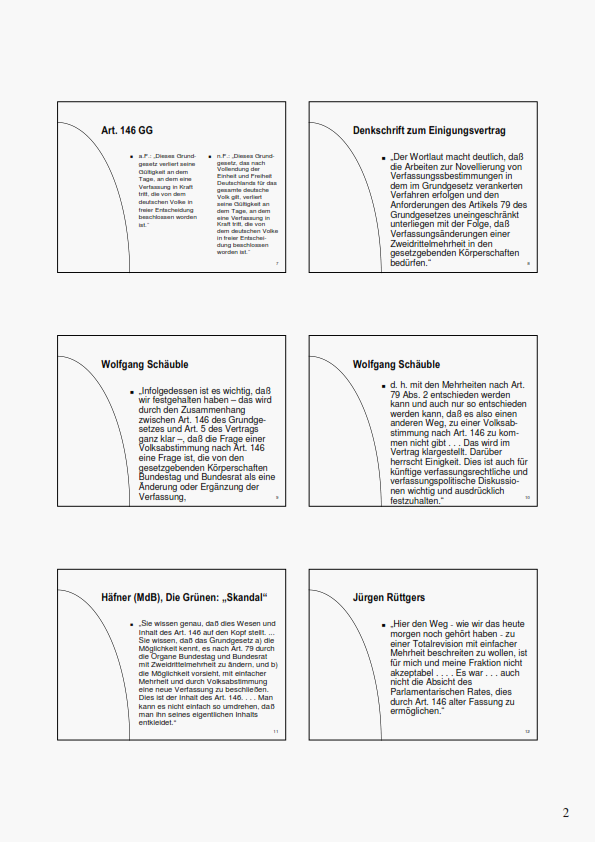 Art. 146 GG
a.F.: „Dieses Grund-
gesetz verliert seine
Gültigkeit an dem
Tage, an dem eine
Verfassung in Kraft
tritt, die von dem
deutschen Volke in
freier Entscheidung
beschlossen worden
ist.“
n.F.: „Dieses Grund-
gesetz, das nach
Vollendung der
Einheit und Freiheit
Deutschlands für das
gesamte deutsche
Volk gilt, verliert
seine Gültigkeit an
dem Tage, an dem
eine Verfassung in
Kraft tritt, die von
dem deutschen Volke
in freier Entschei-
dung beschlossen
worden ist.“
7
Denkschrift zum Einigungsvertrag
„Der Wortlaut macht deutlich, daß
die Arbeiten zur Novellierung von
Verfassungssbestimmungen in
dem im Grundgesetz verankerten
Verfahren erfolgen und den
Anforderungen des Artikels 79 des
Grundgesetzes uneingeschränkt
unterliegen mit der Folge, daß
Verfassungsänderungen einer
Zweidrittelmehrheit in den
gesetzgebenden Körperschaften
bedürfen.“
8
Wolfgang Schäuble
„Infolgedessen ist es wichtig, daß
wir festgehalten haben – das wird
durch den Zusammenhang
zwischen Art. 146 des Grundge-
setzes und Art. 5 des Vertrags
ganz klar –, daß die Frage einer
Volksabstimmung nach Art. 146
eine Frage ist, die von den
gesetzgebenden Körperschaften
Bundestag und Bundesrat als eine
Änderung oder Ergänzung der
Verfassung,
9
Wolfgang Schäuble
d. h. mit den Mehrheiten nach Art.
79 Abs. 2 entschieden werden
kann und auch nur so entschieden
werden kann, daß es also einen
anderen Weg, zu einer Volksab-
stimmung nach Art. 146 zu kom-
men nicht gibt . . . Das wird im
Vertrag klargestellt. Darüber
herrscht Einigkeit. Dies ist auch für
künftige verfassungsrechtliche und
verfassungspolitische Diskussio-
nen wichtig und ausdrücklich
festzuhalten.“
10
Häfner (MdB), Die Grünen: „Skandal“
„Sie wissen genau, daß dies Wesen und
Inhalt des Art. 146 auf den Kopf stellt. ...
Sie wissen, daß das Grundgesetz a) die
Möglichkeit kennt, es nach Art. 79 durch
die Organe Bundestag und Bundesrat
mit Zweidrittelmehrheit zu ändern, und b)
die Möglichkeit vorsieht, mit einfacher
Mehrheit und durch Volksabstimmung
eine neue Verfassung zu beschließen.
Dies ist der Inhalt des Art. 146. . . . Man
kann es nicht einfach so umdrehen, daß
man ihn seines eigentlichen Inhalts
entkleidet.“
11
Jürgen Rüttgers
„Hier den Weg - wie wir das heute
morgen noch gehört haben - zu
einer Totalrevision mit einfacher
Mehrheit beschreiten zu wollen, ist
für mich und meine Fraktion nicht
akzeptabel . . . . Es war . . . auch
nicht die Absicht des
Parlamentarischen Rates, dies
durch Art. 146 alter Fassung zu
ermöglichen.“
12
2